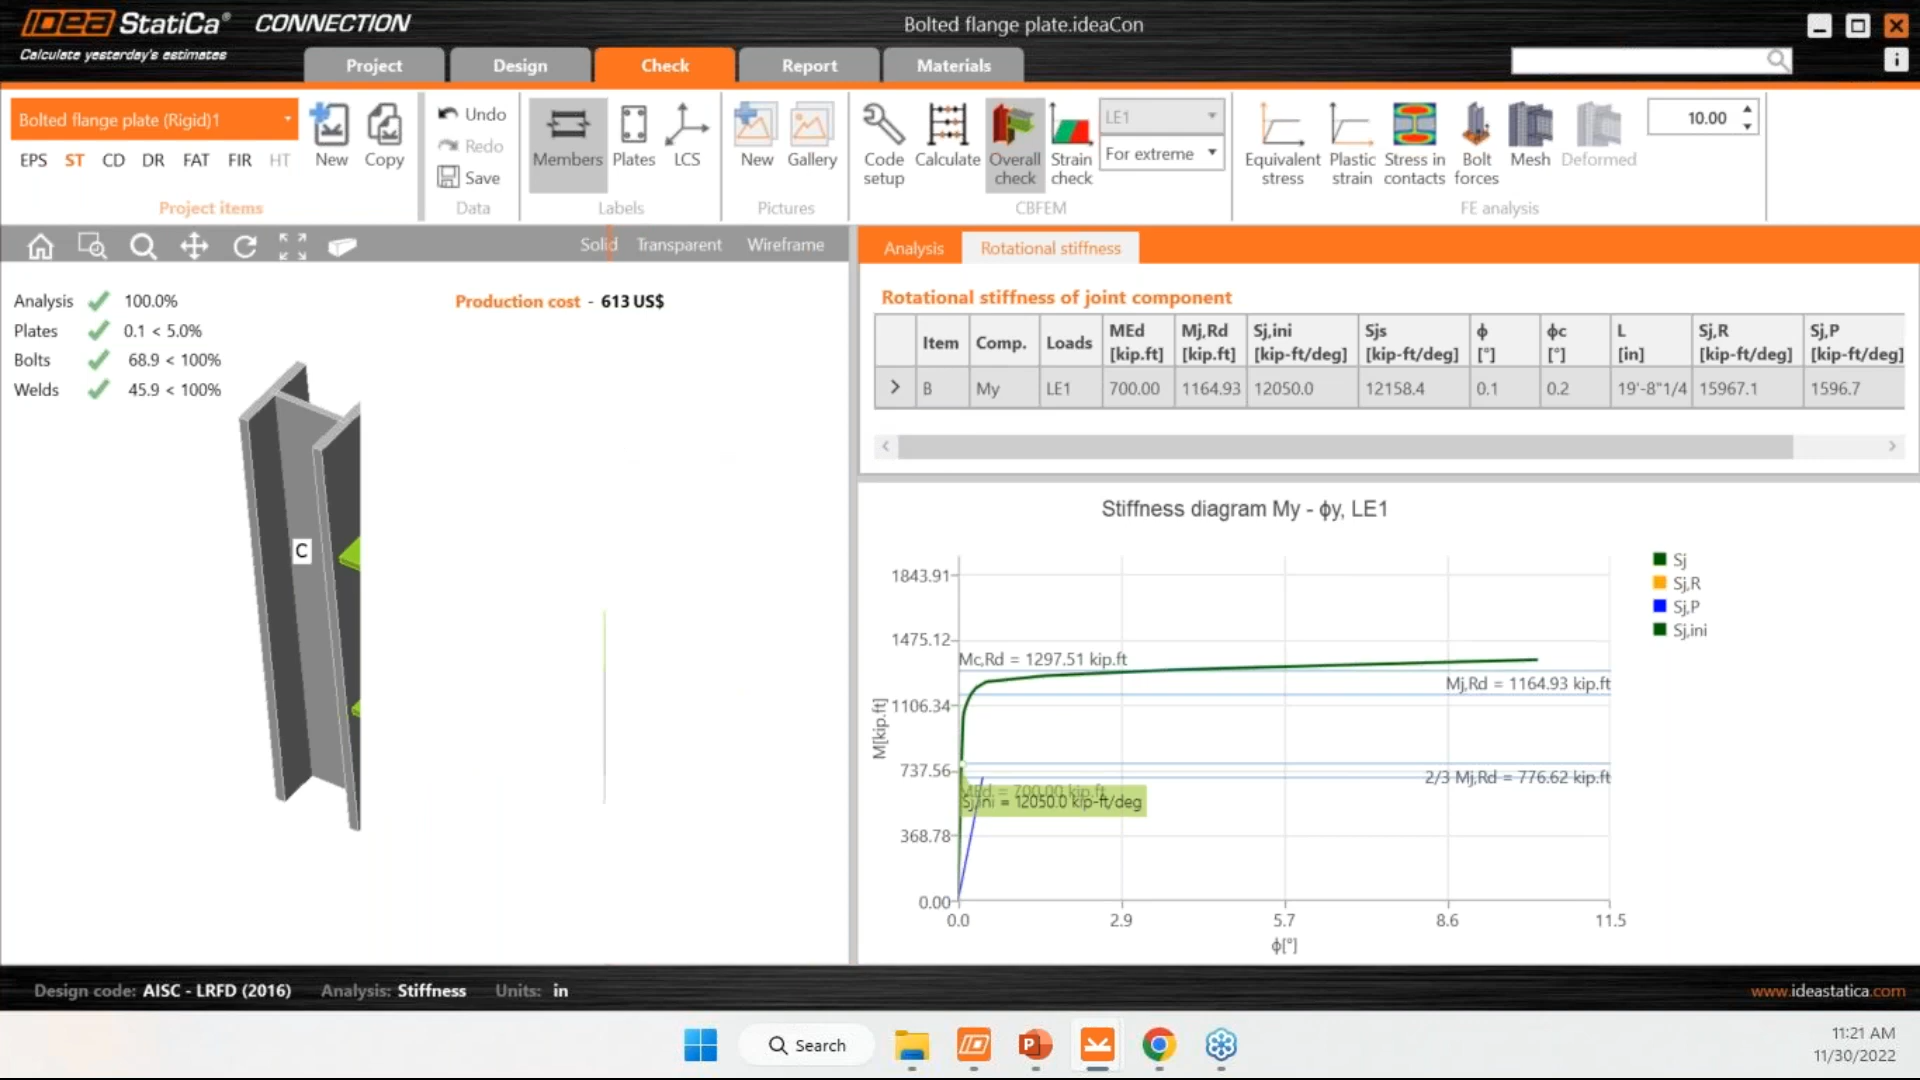 IDEA StatiCa® CONNECTION
Calculate yesterday's estimates
Bolted flange plate.ideaCon
Project Design Check Report Materials
Bolted flange plate (Rigid)1
EPS ST CD DR FAT FIR HT
New Copy
Project items
Undo
Redo
Save
Data
Members Plates LCS
Labels
New Gallery
Pictures
Code setup Calculate Overall check Strain check
LE1
For extreme
CBFEM
Equivalent stress Plastic strain Stress in contacts Bolt forces Mesh Deformed
10.00
FE analysis
Solid Transparent Wireframe
Analysis 100.0%
Plates 0.1 < 5.0%
Bolts 68.9 < 100%
Welds 45.9 < 100%
Production cost - 613 US$
C
Analysis Rotational stiffness
Rotational stiffness of joint component
Item Comp. Loads MEd [kip.ft] Mj,Rd [kip.ft] Sj,ini [kip-ft/deg] Sjs [kip-ft/deg] ϕ [°] ϕc [°] L [in] Sj,R [kip-ft/deg] Sj,P [kip-ft/deg]
> B My LE1 700.00 1164.93 12050.0 12158.4 0.1 0.2 19'-8"1/4 15967.1 1596.7
Stiffness diagram My - ϕy, LE1
1843.91
1475.12
1106.34
737.56
368.78
0.00
M[kip.ft]
Mc,Rd = 1297.51 kip.ft
Mj,Rd = 1164.93 kip.ft
2/3 Mj,Rd = 776.62 kip.ft
MEd = 700.00 kip.ft
Sj,ini = 12050.0 kip-ft/deg
0.0 2.9 5.7 8.6 11.5
ϕ[°]
Sj
Sj,R
Sj,P
Sj,ini
Design code: AISC - LRFD (2016) Analysis: Stiffness Units: in
www.ideastatica.com
Search
11:21 AM
11/30/2022